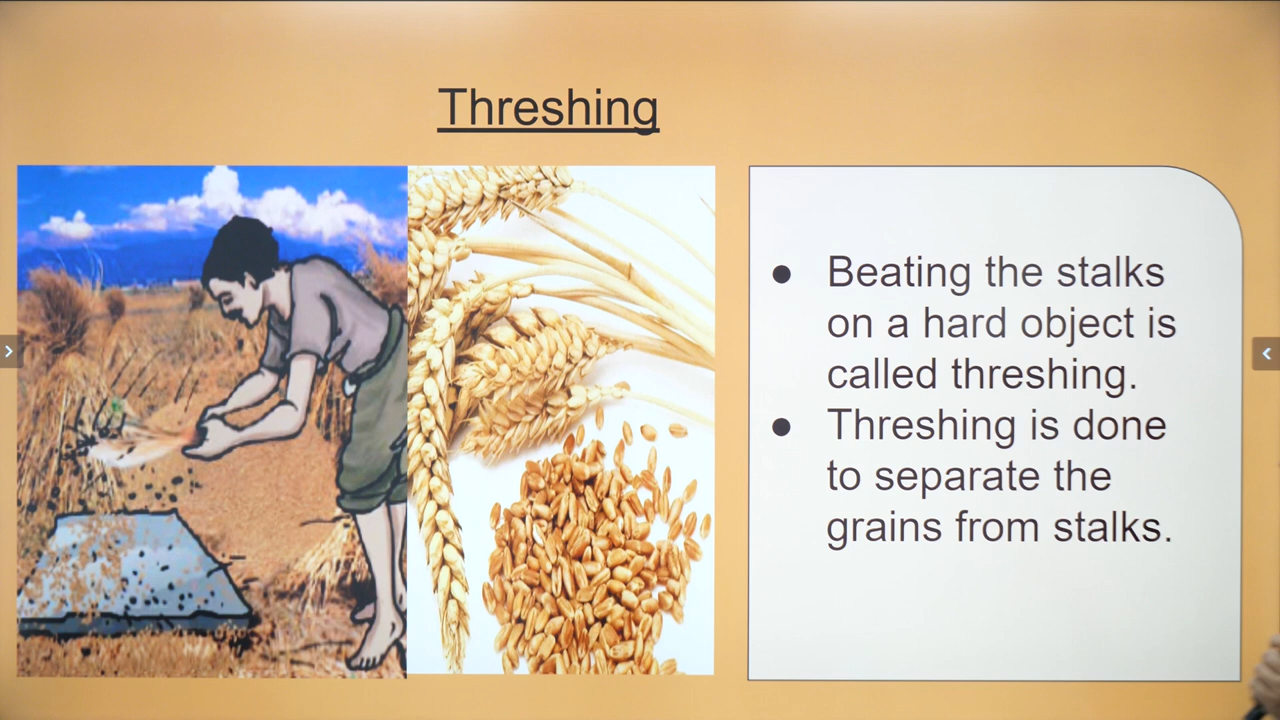 Threshing
● Beating the stalks
on a hard object is
called threshing.
● Threshing is done
to separate the
grains from stalks.